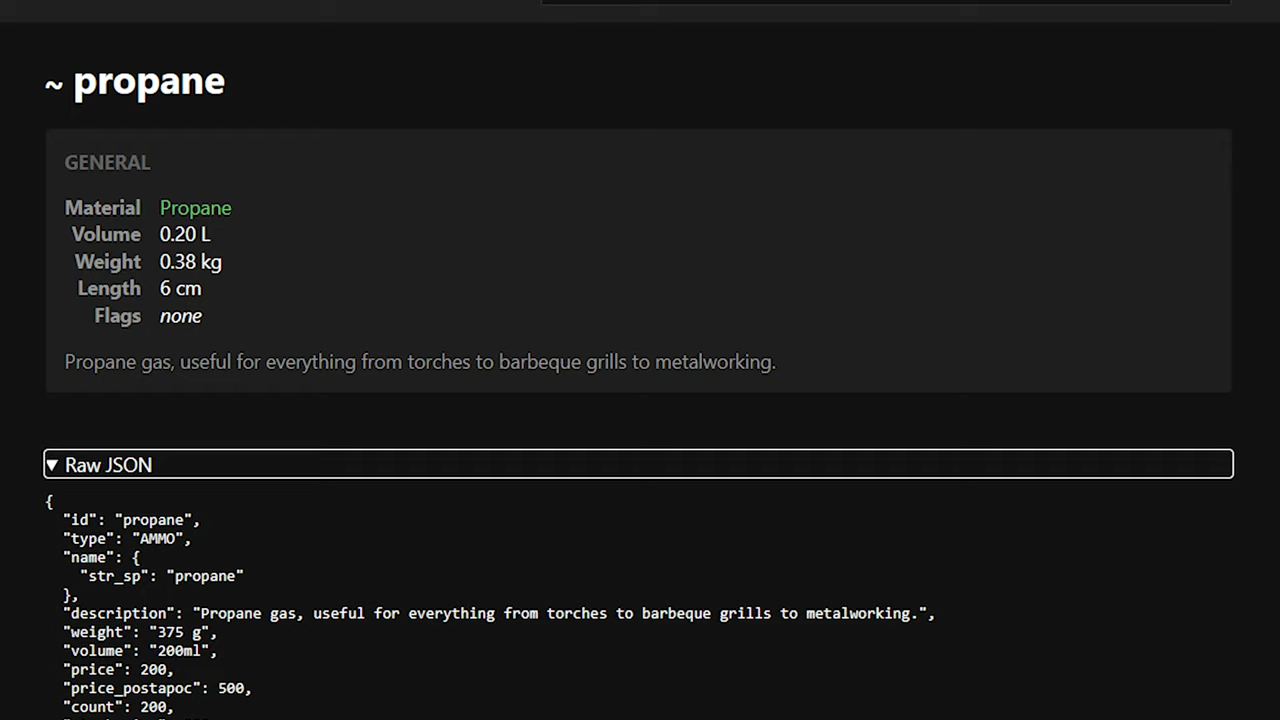 ~ propane
GENERAL
Material Propane
Volume 0.20 L
Weight 0.38 kg
Length 6 cm
Flags none
Propane gas, useful for everything from torches to barbeque grills to metalworking.
▼ Raw JSON
{
"id": "propane",
"type": "AMMO",
"name": {
"str_sp": "propane"
},
"description": "Propane gas, useful for everything from torches to barbeque grills to metalworking.",
"weight": "375 g",
"volume": "200ml",
"price": 200,
"price_postapoc": 500,
"count": 200,